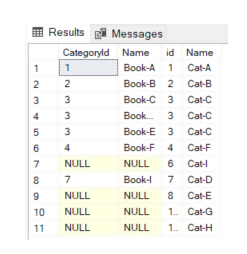 Results Messages
CategoryId Name id Name
1 1 Book-A 1 Cat-A
2 2 Book-B 2 Cat-B
3 3 Book-C 3 Cat-C
4 3 Book... 3 Cat-C
5 3 Book-E 3 Cat-C
6 4 Book-F 4 Cat-F
7 NULL NULL 6 Cat-I
8 7 Book-I 7 Cat-D
9 NULL NULL 8 Cat-E
10 NULL NULL 1.. Cat-G
11 NULL NULL 1.. Cat-H